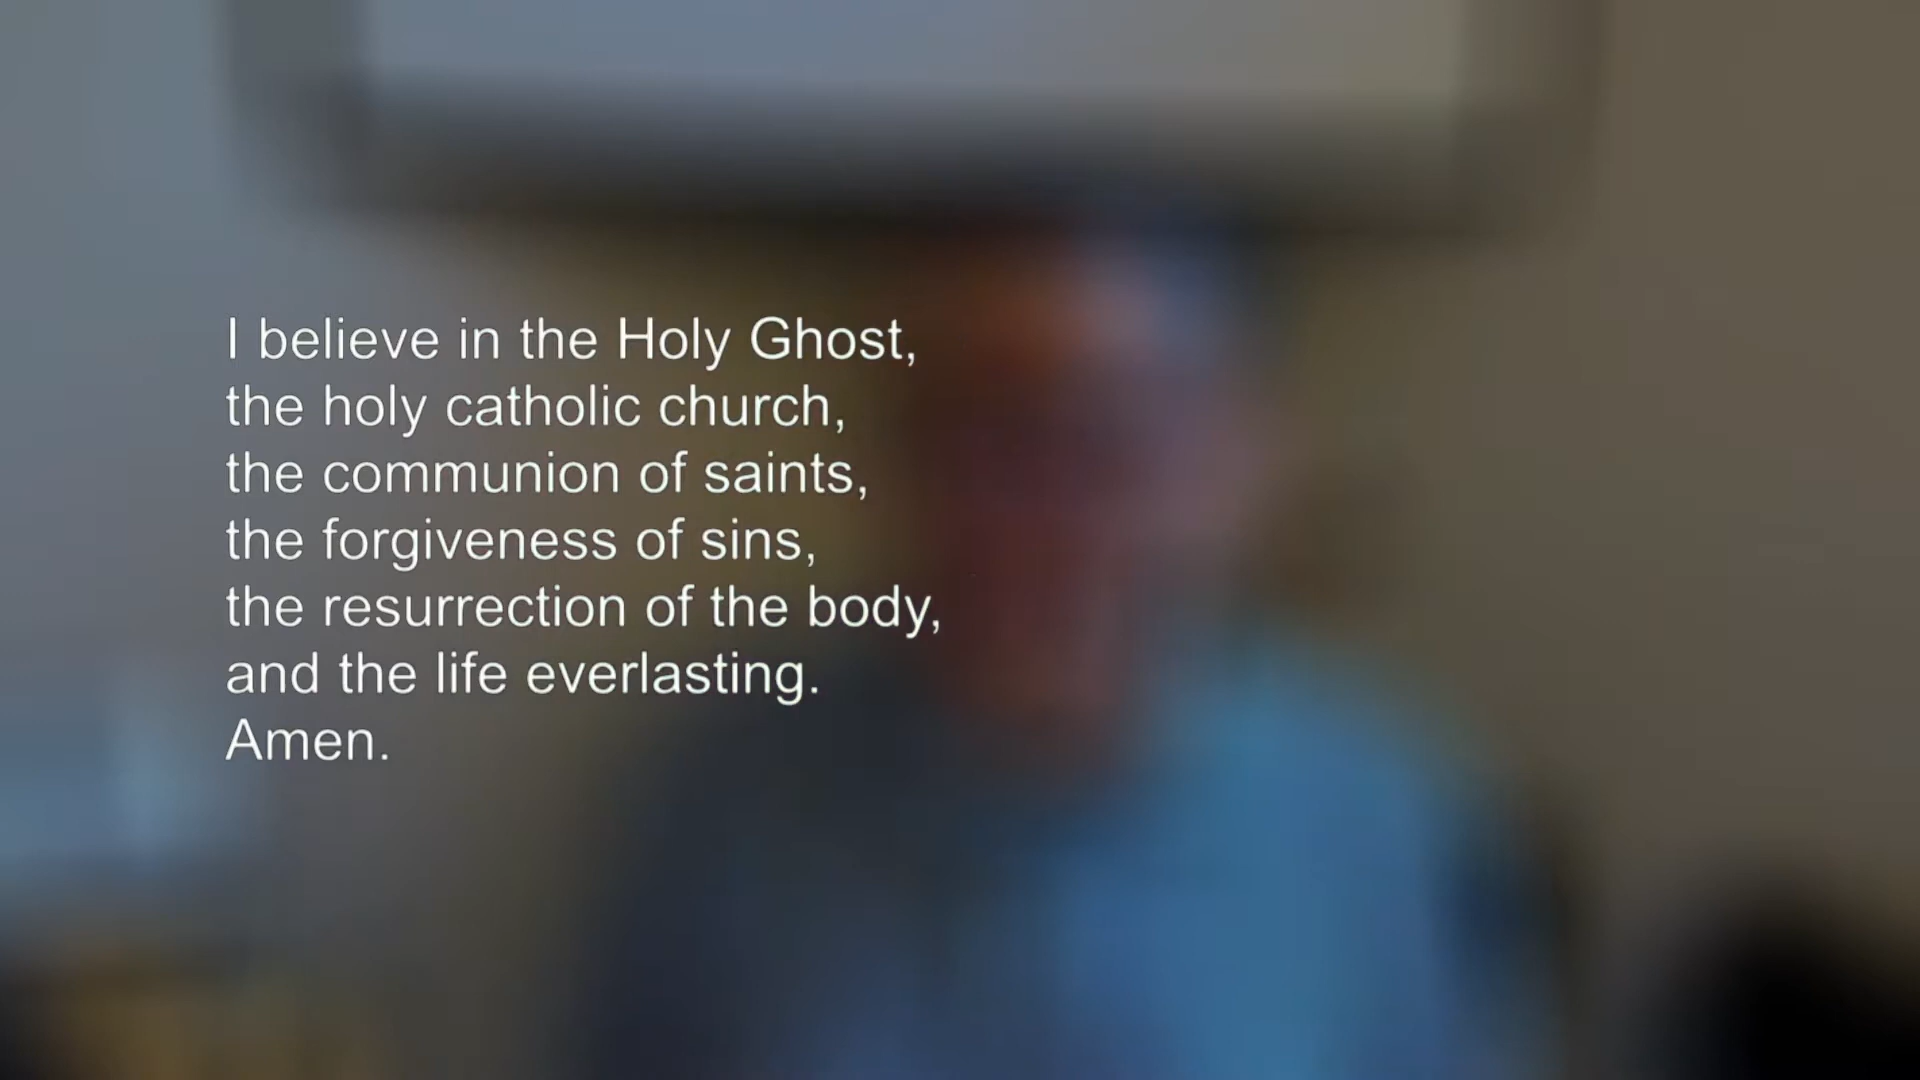 I believe in the Holy Ghost,
the holy catholic church,
the communion of saints,
the forgiveness of sins,
the resurrection of the body,
and the life everlasting.
Amen.